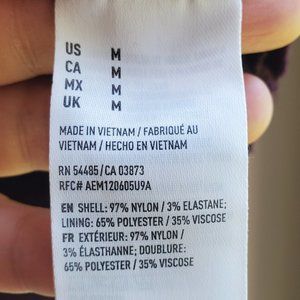 US M
CA M
MX M
UK M
MADE IN VIETNAM / FABRIQUÉ AU
VIETNAM / HECHO EN VIETNAM
RN 54485/CA 03873
RFC# AEM120605U9A
EN SHELL: 97% NYLON / 3% ELASTANE;
LINING: 65% POLYESTER / 35% VISCOSE
FR EXTÉRIEUR: 97% NYLON /
3% ÉLASTHANNE; DOUBLURE:
65% POLYESTER / 35% VISCOSE